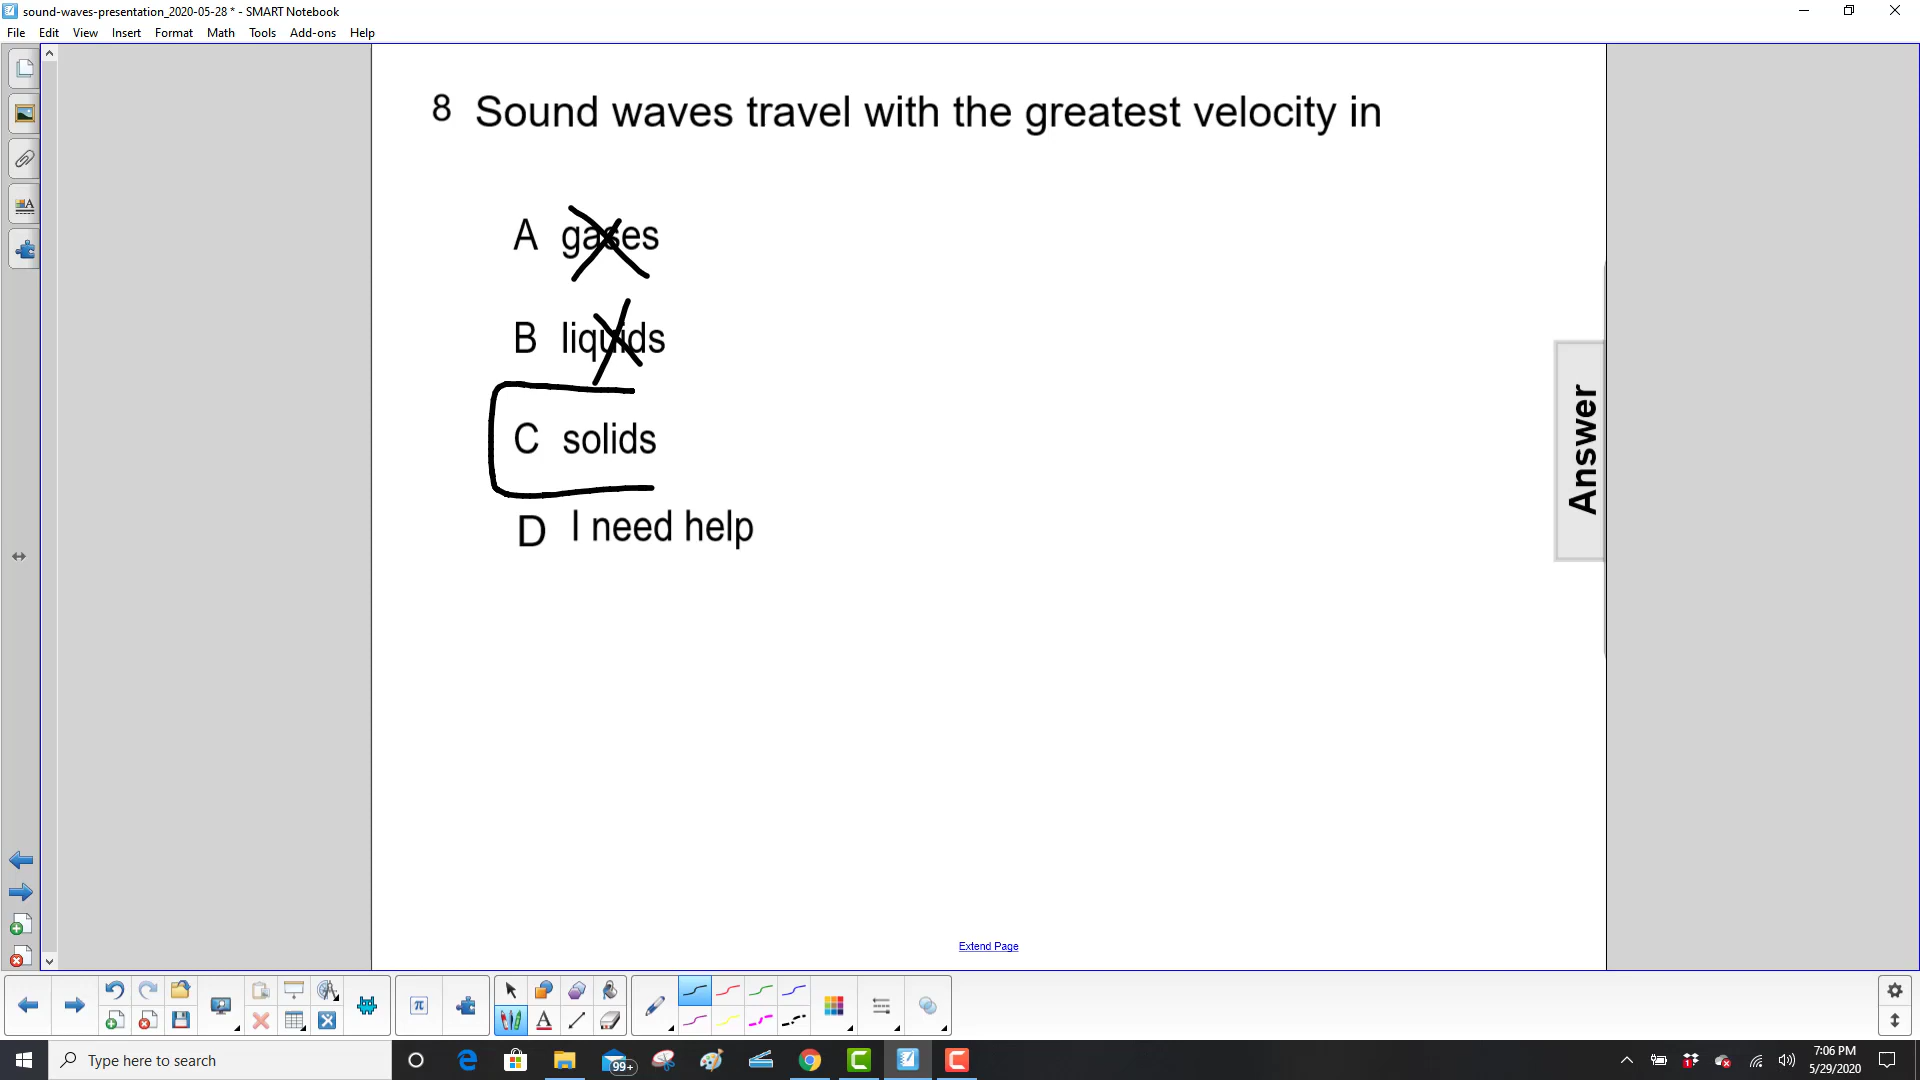 sound-waves-presentation_2020-05-28 * - SMART Notebook
File Edit View Insert Format Math Tools Add-ons Help
8 Sound waves travel with the greatest velocity in
A gases
B liquids
C solids
D I need help
Answer
Extend Page
π
A
Type here to search
99+
1
7:06 PM
5/29/2020